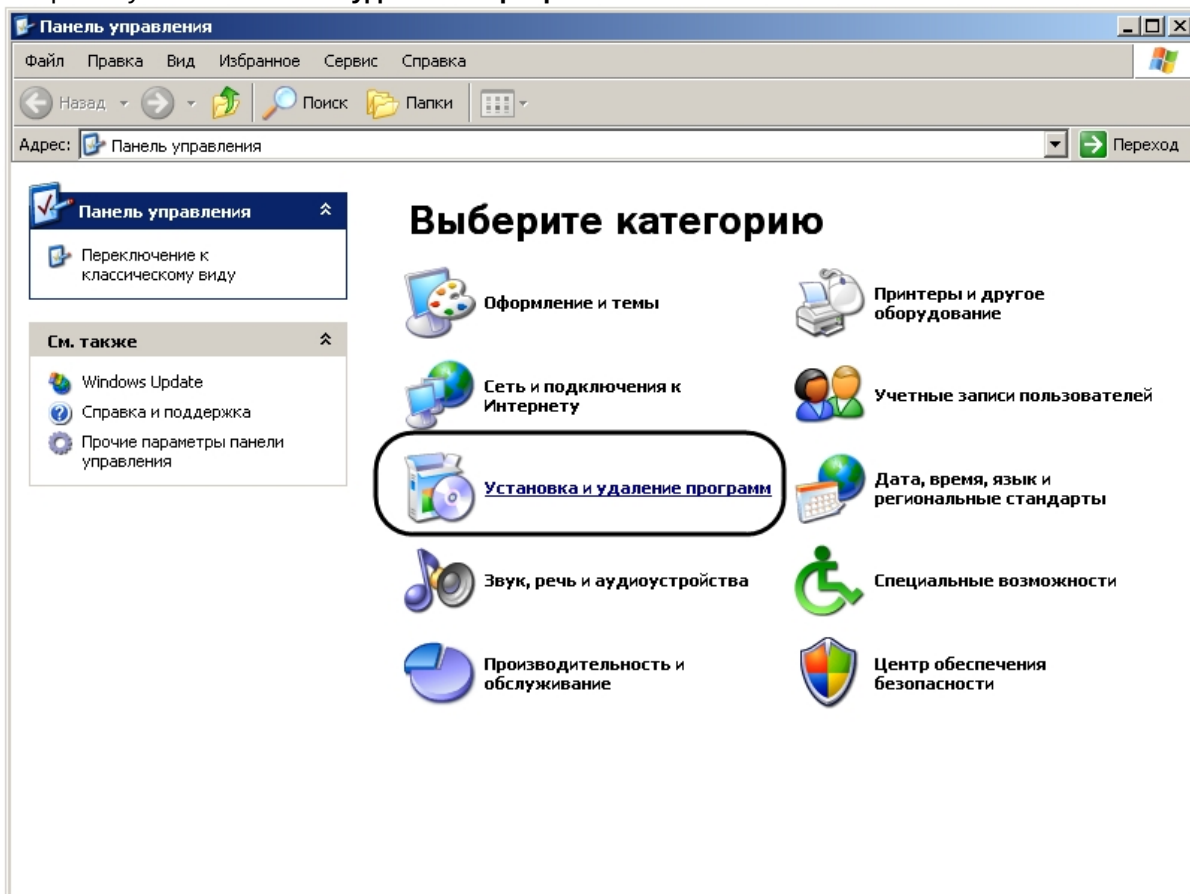 Панель управления
Файл Правка Вид Избранное Сервис Справка
Назад Поиск Папки
Адрес: Панель управления Переход
Панель управления
Переключение к
классическому виду
См. также
Windows Update
Справка и поддержка
Прочие параметры панели
управления
Выберите категорию
Оформление и темы
Принтеры и другое
оборудование
Сеть и подключения к
Интернету
Учетные записи пользователей
Установка и удаление программ
Дата, время, язык и
региональные стандарты
Звук, речь и аудиоустройства
Специальные возможности
Производительность и
обслуживание
Центр обеспечения
безопасности